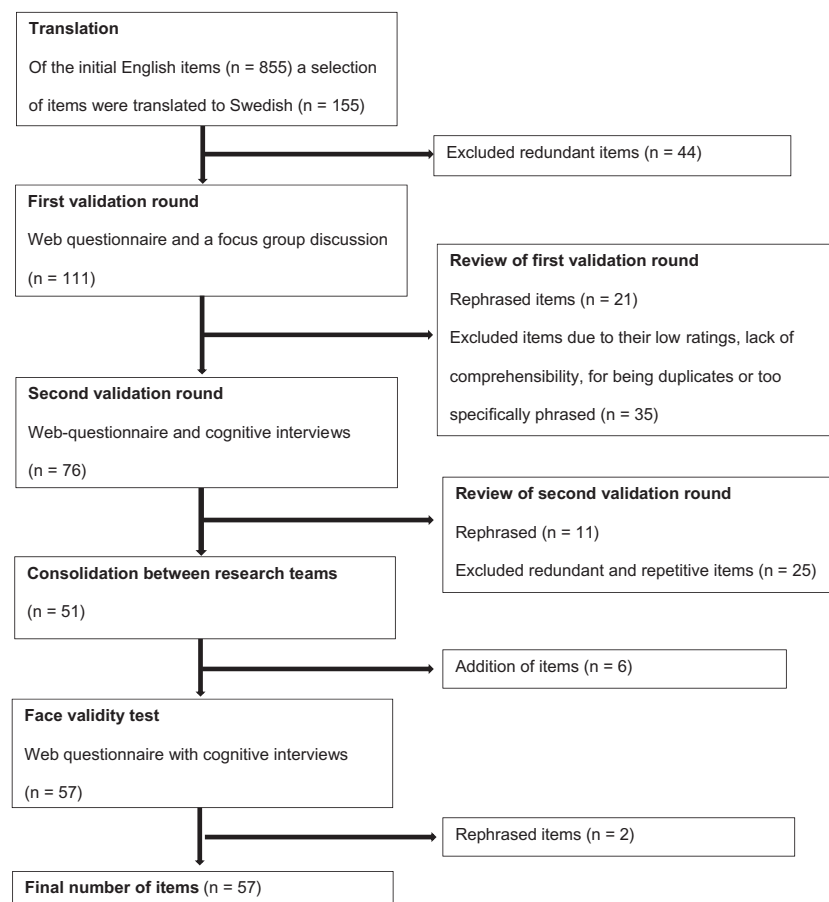 Translation
Of the initial English items (n = 855) a selection
of items were translated to Swedish (n = 155)
Excluded redundant items (n = 44)
First validation round
Web questionnaire and a focus group discussion
(n = 111)
Review of first validation round
Rephrased items (n = 21)
Excluded items due to their low ratings, lack of
comprehensibility, for being duplicates or too
specifically phrased (n = 35)
Second validation round
Web-questionnaire and cognitive interviews
(n = 76)
Review of second validation round
Rephrased (n = 11)
Excluded redundant and repetitive items (n = 25)
Consolidation between research teams
(n = 51)
Addition of items (n = 6)
Face validity test
Web questionnaire with cognitive interviews
(n = 57)
Rephrased items (n = 2)
Final number of items (n = 57)